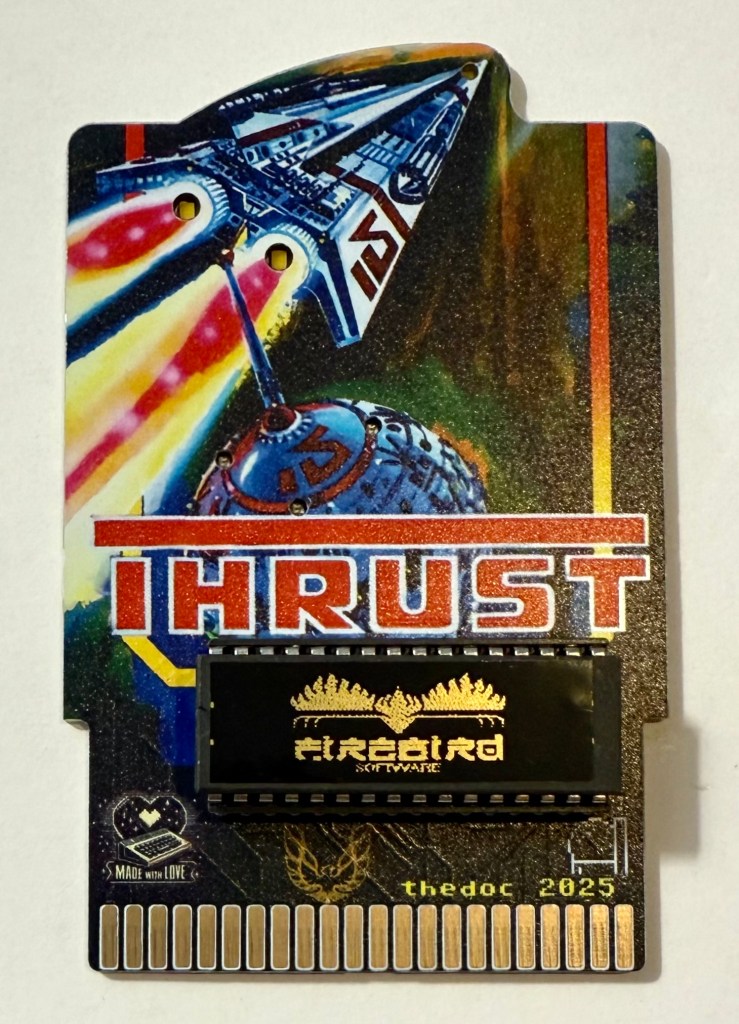 THRUST
FIREBIRD
SOFTWARE
MADE WITH LOVE
thedoc 2025